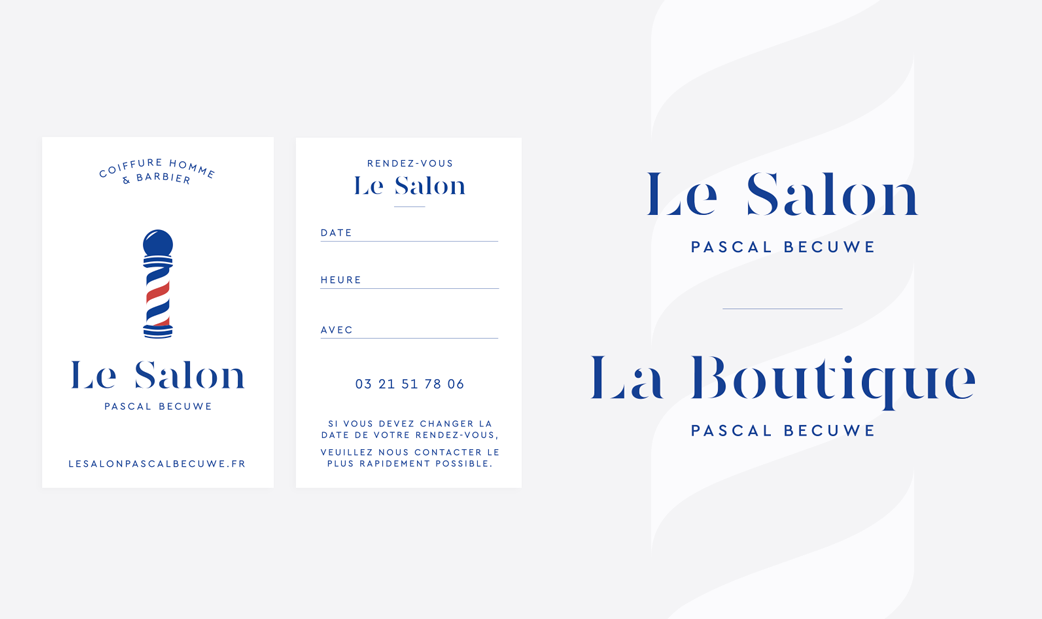 COIFFURE HOMME
& BARBIER
Le Salon
PASCAL BECUWE
LESALONPASCALBECUWE.FR
RENDEZ-VOUS
Le Salon
DATE
HEURE
AVEC
03 21 51 78 06
SI VOUS DEVEZ CHANGER LA
DATE DE VOTRE RENDEZ-VOUS,
VEUILLEZ NOUS CONTACTER LE
PLUS RAPIDEMENT POSSIBLE.
Le Salon
PASCAL BECUWE
La Boutique
PASCAL BECUWE